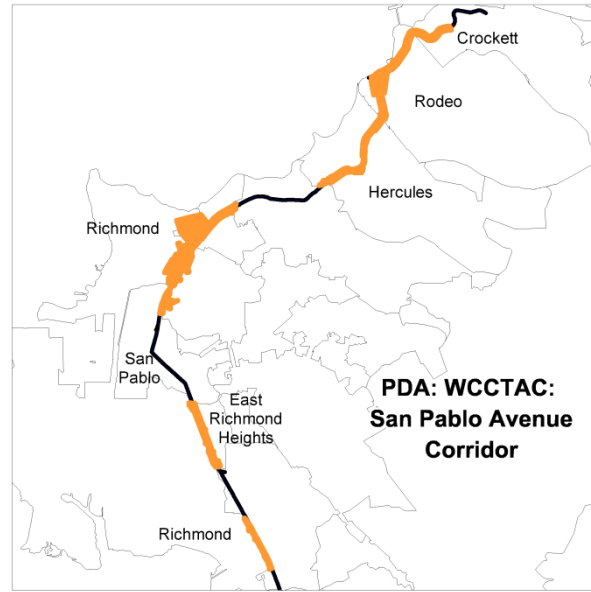 Crockett
Rodeo
Hercules
Richmond
San
Pablo
East
Richmond
Heights
PDA: WCCTAC:
San Pablo Avenue
Corridor
Richmond